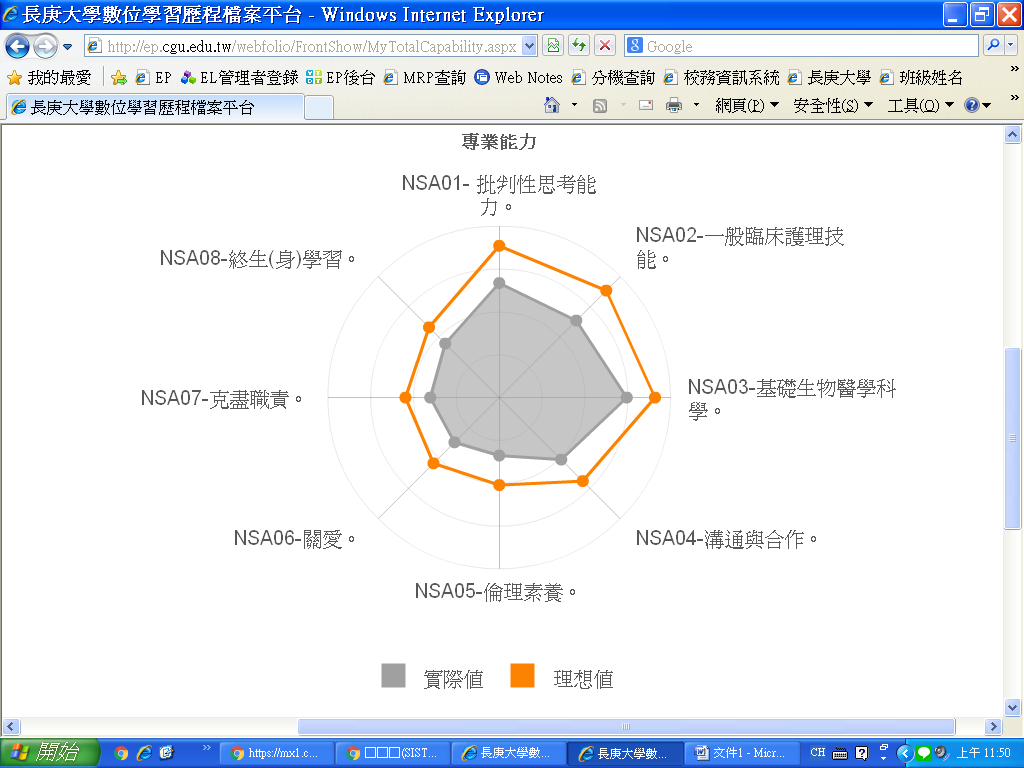 長庚大學數位學習歷程檔案平台 - Windows Internet Explorer
http://ep.cgu.edu.tw/webfolio/FrontShow/MyTotalCapability.aspx
Google
我的最愛 EP EL管理者登錄 EP後台 MRP查詢 Web Notes 分機查詢 校務資訊系統 長庚大學 班級姓名 »
長庚大學數位學習歷程檔案平台
網頁(P) 安全性(S) 工具(O) »
專業能力
NSA01- 批判性思考能
力。
NSA02-一般臨床護理技
能。
NSA08-終生(身)學習。
NSA03-基礎生物醫學科
學。
NSA07-克盡職責。
NSA04-溝通與合作。
NSA06-關愛。
NSA05-倫理素養。
實際值 理想值
開始 » https://mx1.c... □□□(SIST... 長庚大學數... 長庚大學數... 文件1 - Micr... CH 上午 11:50